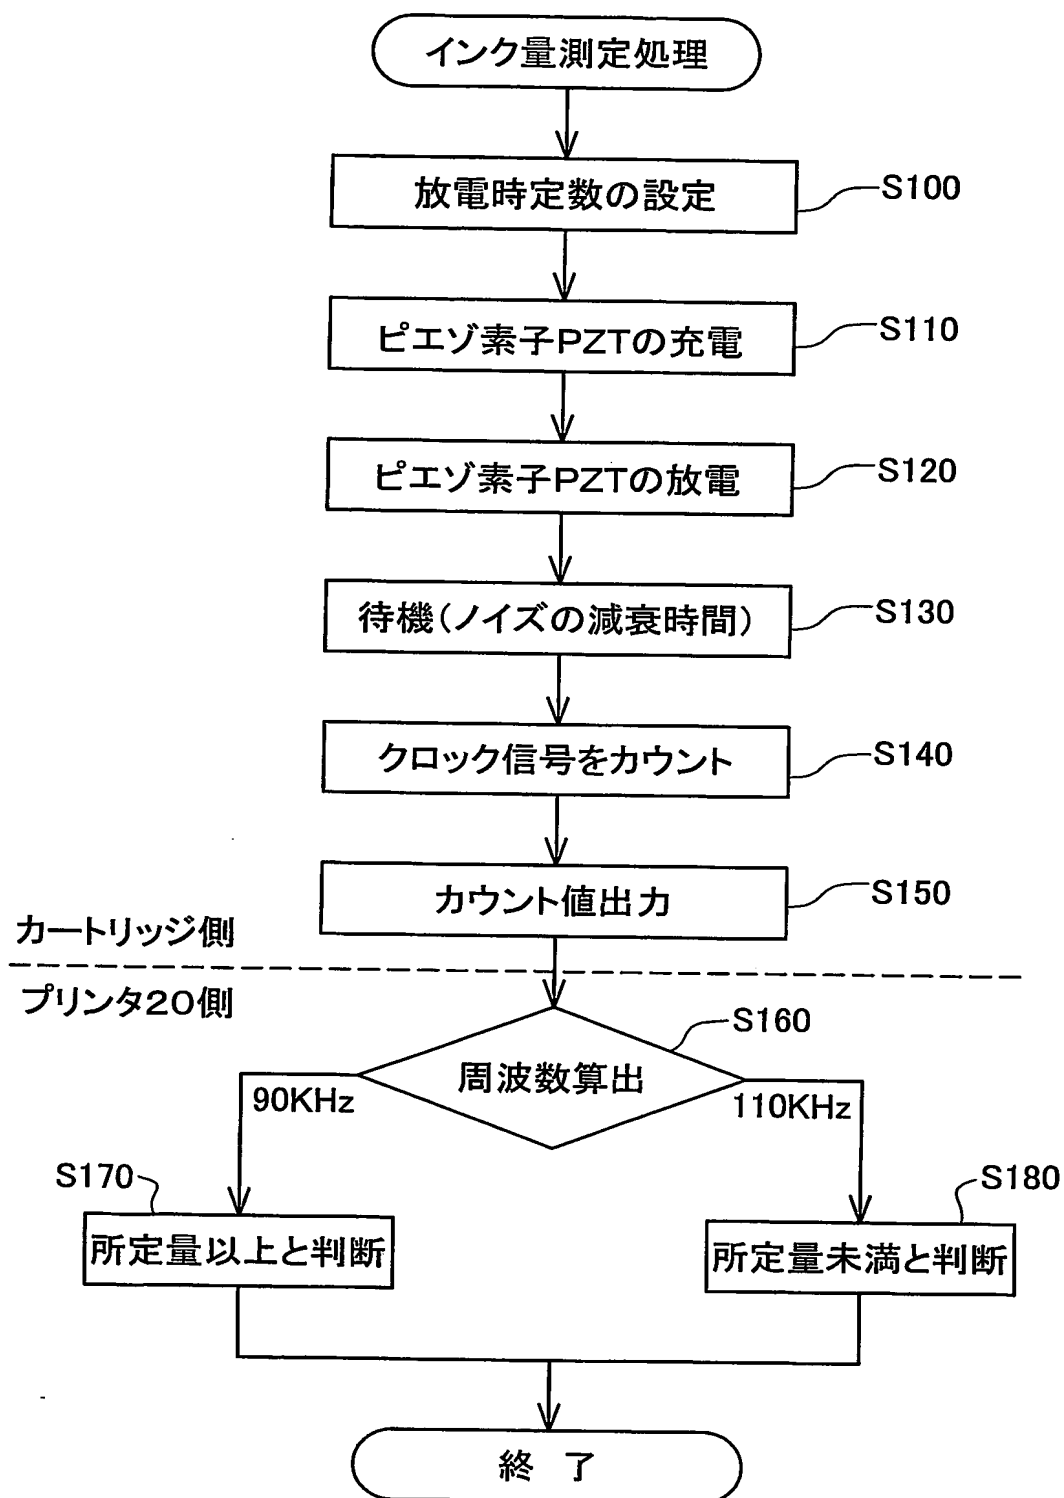 インク量測定処理
放電時定数の設定
S100
ピエゾ素子PZTの充電
S110
ピエゾ素子PZTの放電
S120
待機(ノイズの減衰時間)
S130
クロック信号をカウント
S140
カウント値出力
S150
カートリッジ側
プリンタ20側
周波数算出
S160
90KHz
110KHz
S170
所定量以上と判断
S180
所定量未満と判断
終 了